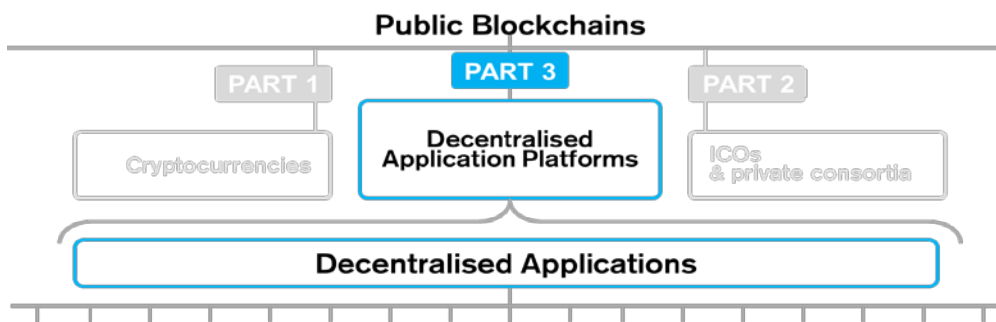 Public Blockchains
PART 1
PART 3
PART 2
Cryptocurrencies
Decentralised
Application Platforms
ICOs
& private consortia
Decentralised Applications